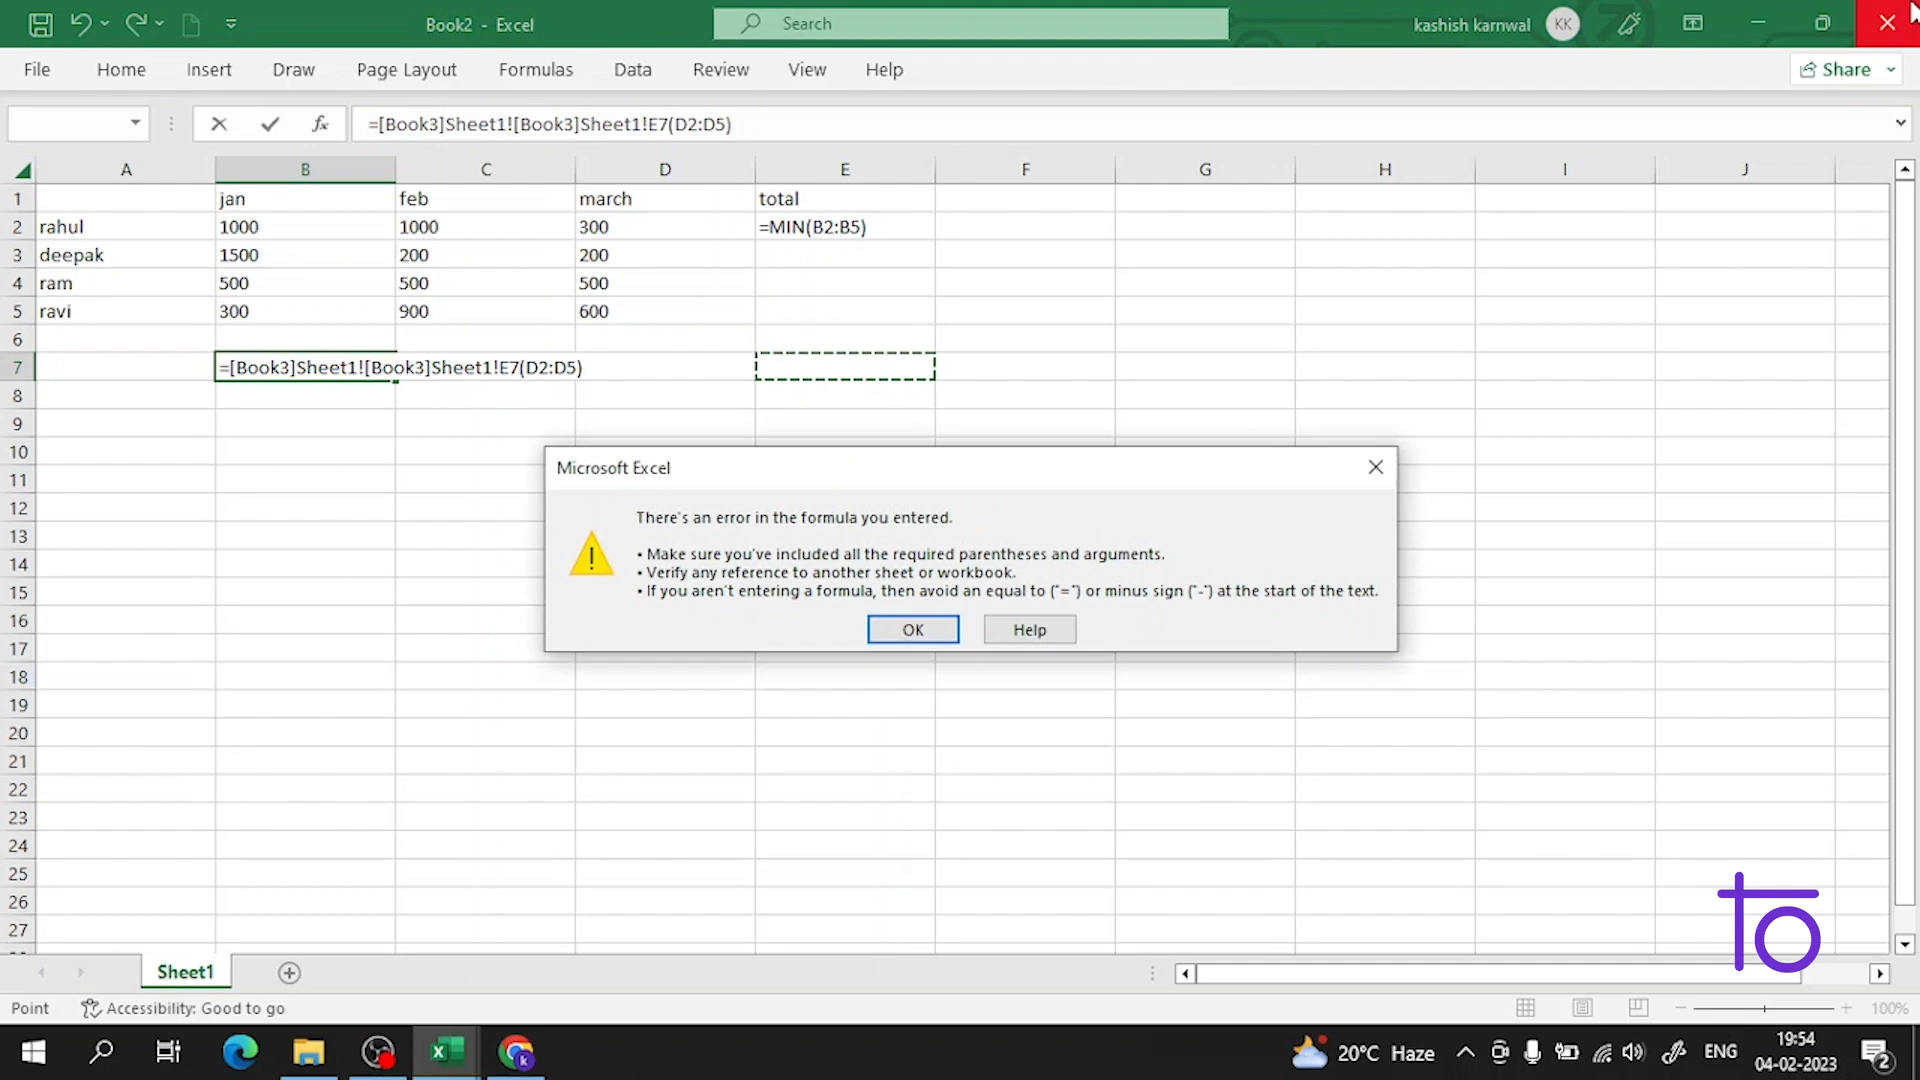 Book2 - Excel
Search
kashish karnwal
KK
File Home Insert Draw Page Layout Formulas Data Review View Help
Share
fx
=[Book3]Sheet1![Book3]Sheet1!E7(D2:D5)
A B C D E F G H I J
1 jan feb march total
2 rahul 1000 1000 300 =MIN(B2:B5)
3 deepak 1500 200 200
4 ram 500 500 500
5 ravi 300 900 600
6
7 =[Book3]Sheet1![Book3]Sheet1!E7(D2:D5)
8
9
10
11
12
13
14
15
16
17
18
19
20
21
22
23
24
25
26
27
Microsoft Excel
There's an error in the formula you entered.
• Make sure you've included all the required parentheses and arguments.
• Verify any reference to another sheet or workbook.
• If you aren't entering a formula, then avoid an equal to ("=") or minus sign ("-") at the start of the text.
OK Help
to
Sheet1
Point Accessibility: Good to go
100%
20°C Haze
ENG
19:54
04-02-2023
2